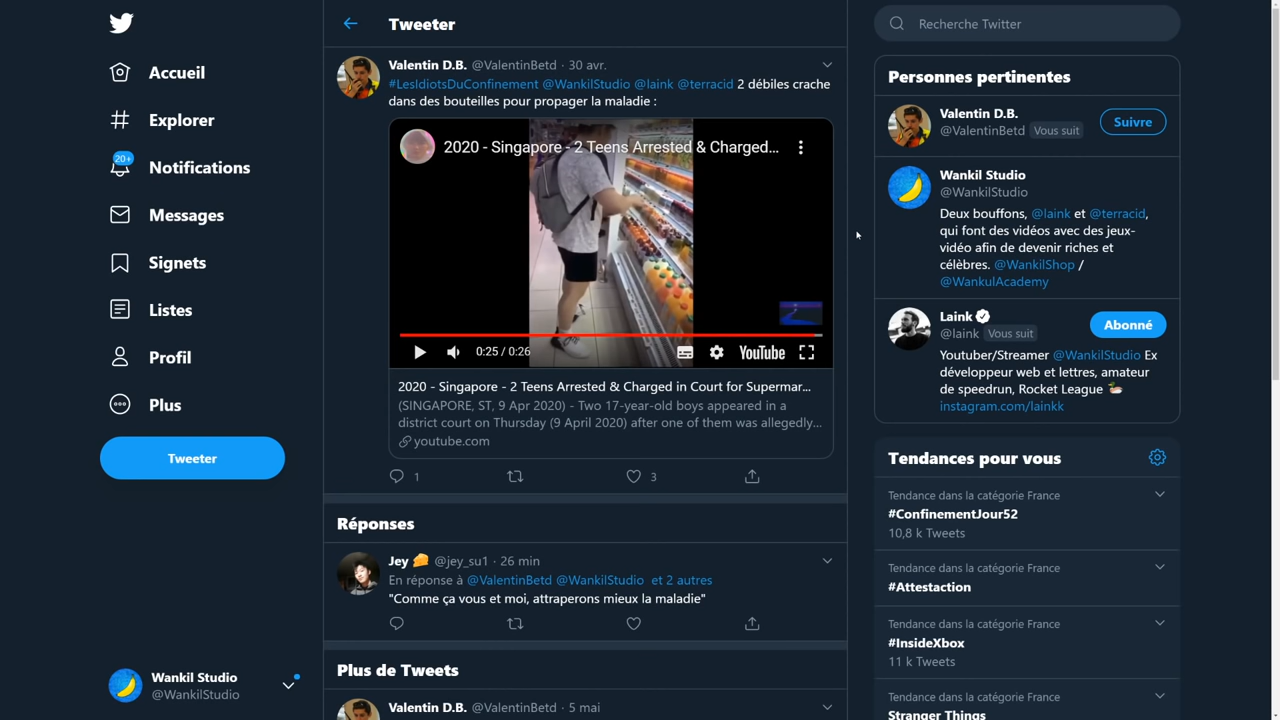 Accueil
Explorer
20+
Notifications
Messages
Signets
Listes
Profil
Plus
Tweeter
Wankil Studio
@WankilStudio
Tweeter
Valentin D.B. @ValentinBetd · 30 avr.
#LesIdiotsDuConfinement @WankilStudio @laink @terracid 2 débiles crache
dans des bouteilles pour propager la maladie :
2020 - Singapore - 2 Teens Arrested & Charged...
0:25 / 0:26
YouTube
2020 - Singapore - 2 Teens Arrested & Charged in Court for Supermar...
(SINGAPORE, ST, 9 Apr 2020) - Two 17-year-old boys appeared in a
district court on Thursday (9 April 2020) after one of them was allegedly...
youtube.com
1
3
Réponses
Jey @jey_su1 · 26 min
En réponse à @ValentinBetd @WankilStudio et 2 autres
"Comme ça vous et moi, attraperons mieux la maladie"
Plus de Tweets
Valentin D.B. @ValentinBetd · 5 mai
Recherche Twitter
Personnes pertinentes
Valentin D.B.
@ValentinBetd Vous suit
Suivre
Wankil Studio
@WankilStudio
Deux bouffons, @laink et @terracid,
qui font des vidéos avec des jeux-
vidéo afin de devenir riches et
célèbres. @WankilShop /
@WankulAcademy
Laink
@laink Vous suit
Abonné
Youtuber/Streamer @WankilStudio Ex
développeur web et lettres, amateur
de speedrun, Rocket League
instagram.com/lainkk
Tendances pour vous
Tendance dans la catégorie France
#ConfinementJour52
10,8 k Tweets
Tendance dans la catégorie France
#Attestaction
Tendance dans la catégorie France
#InsideXbox
11 k Tweets
Tendance dans la catégorie France
Stranger Things